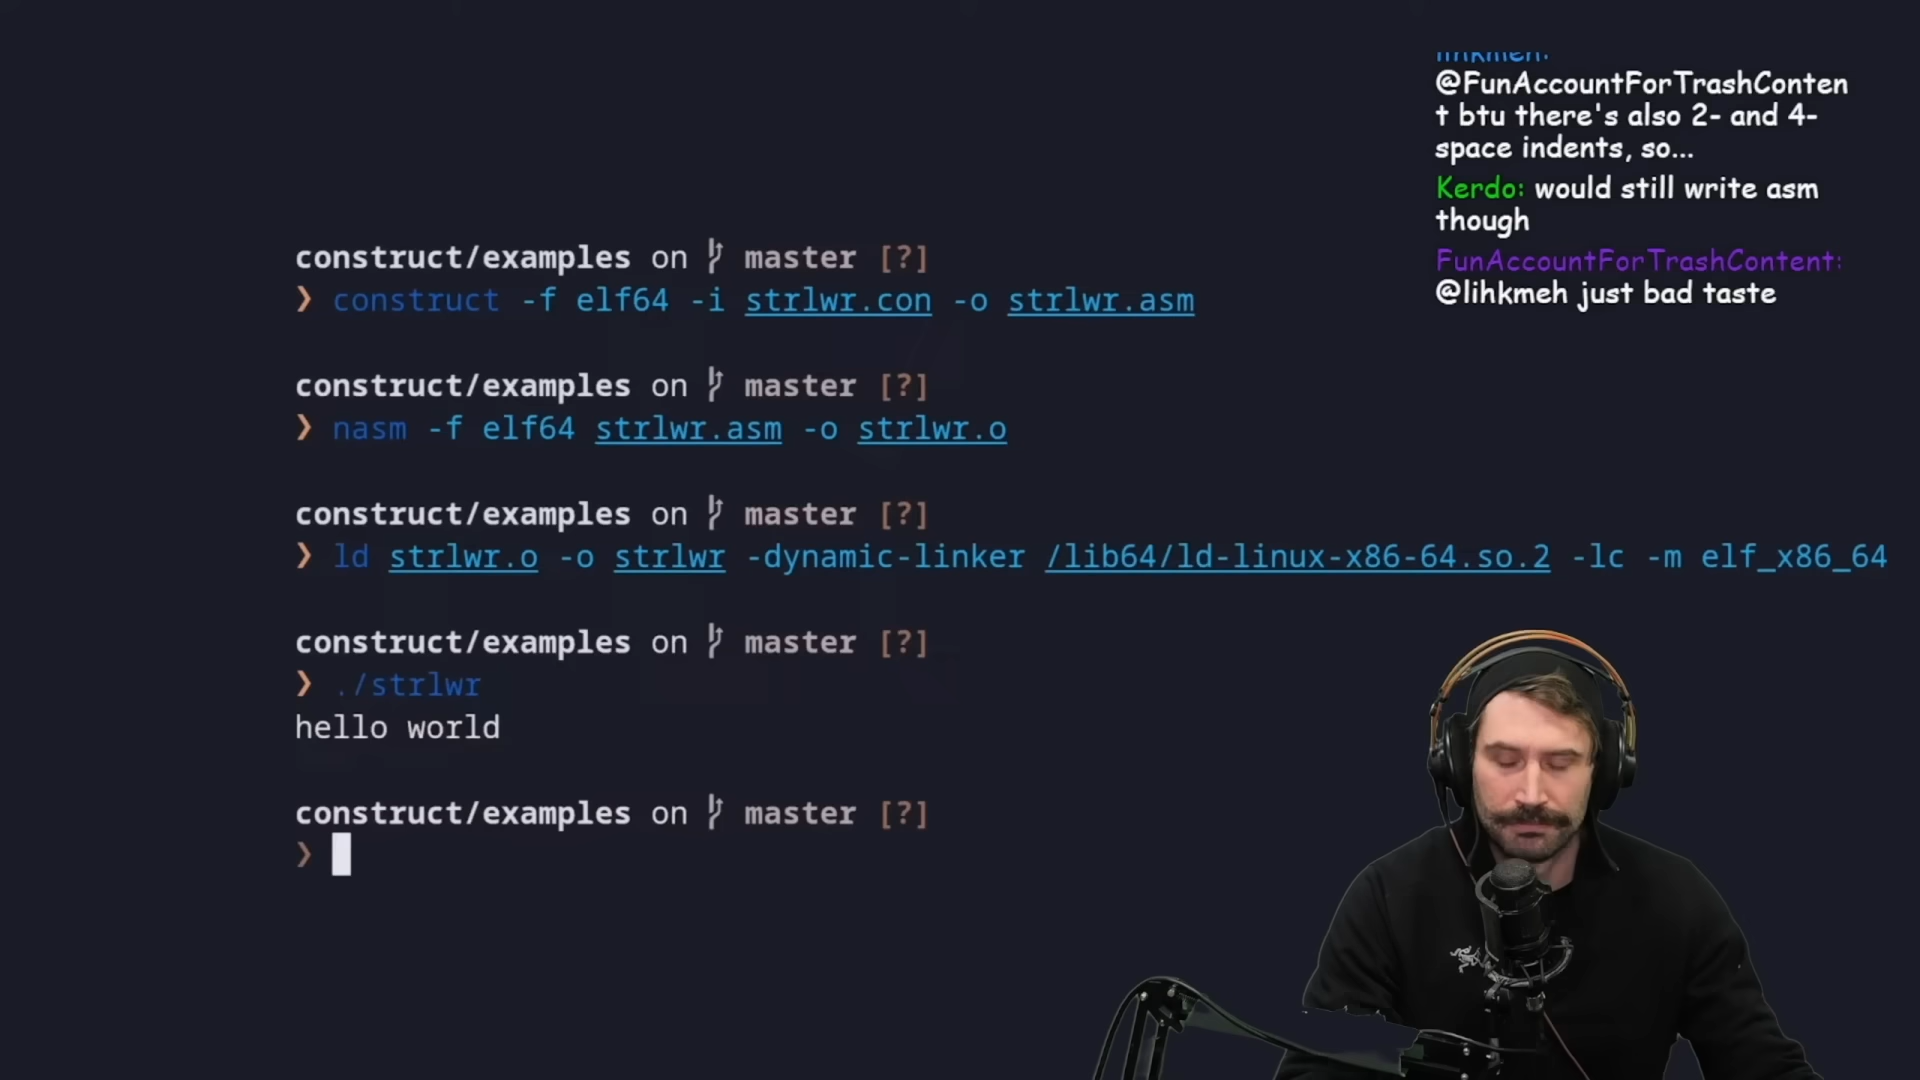 construct/examples on master [?]
❯ construct -f elf64 -i strlwr.con -o strlwr.asm
construct/examples on master [?]
❯ nasm -f elf64 strlwr.asm -o strlwr.o
construct/examples on master [?]
❯ ld strlwr.o -o strlwr -dynamic-linker /lib64/ld-linux-x86-64.so.2 -lc -m elf_x86_64
construct/examples on master [?]
❯ ./strlwr
hello world
construct/examples on master [?]
❯
@FunAccountForTrashConten
t btu there's also 2- and 4-
space indents, so...
Kerdo: would still write asm
though
FunAccountForTrashContent:
@lihkmeh just bad taste